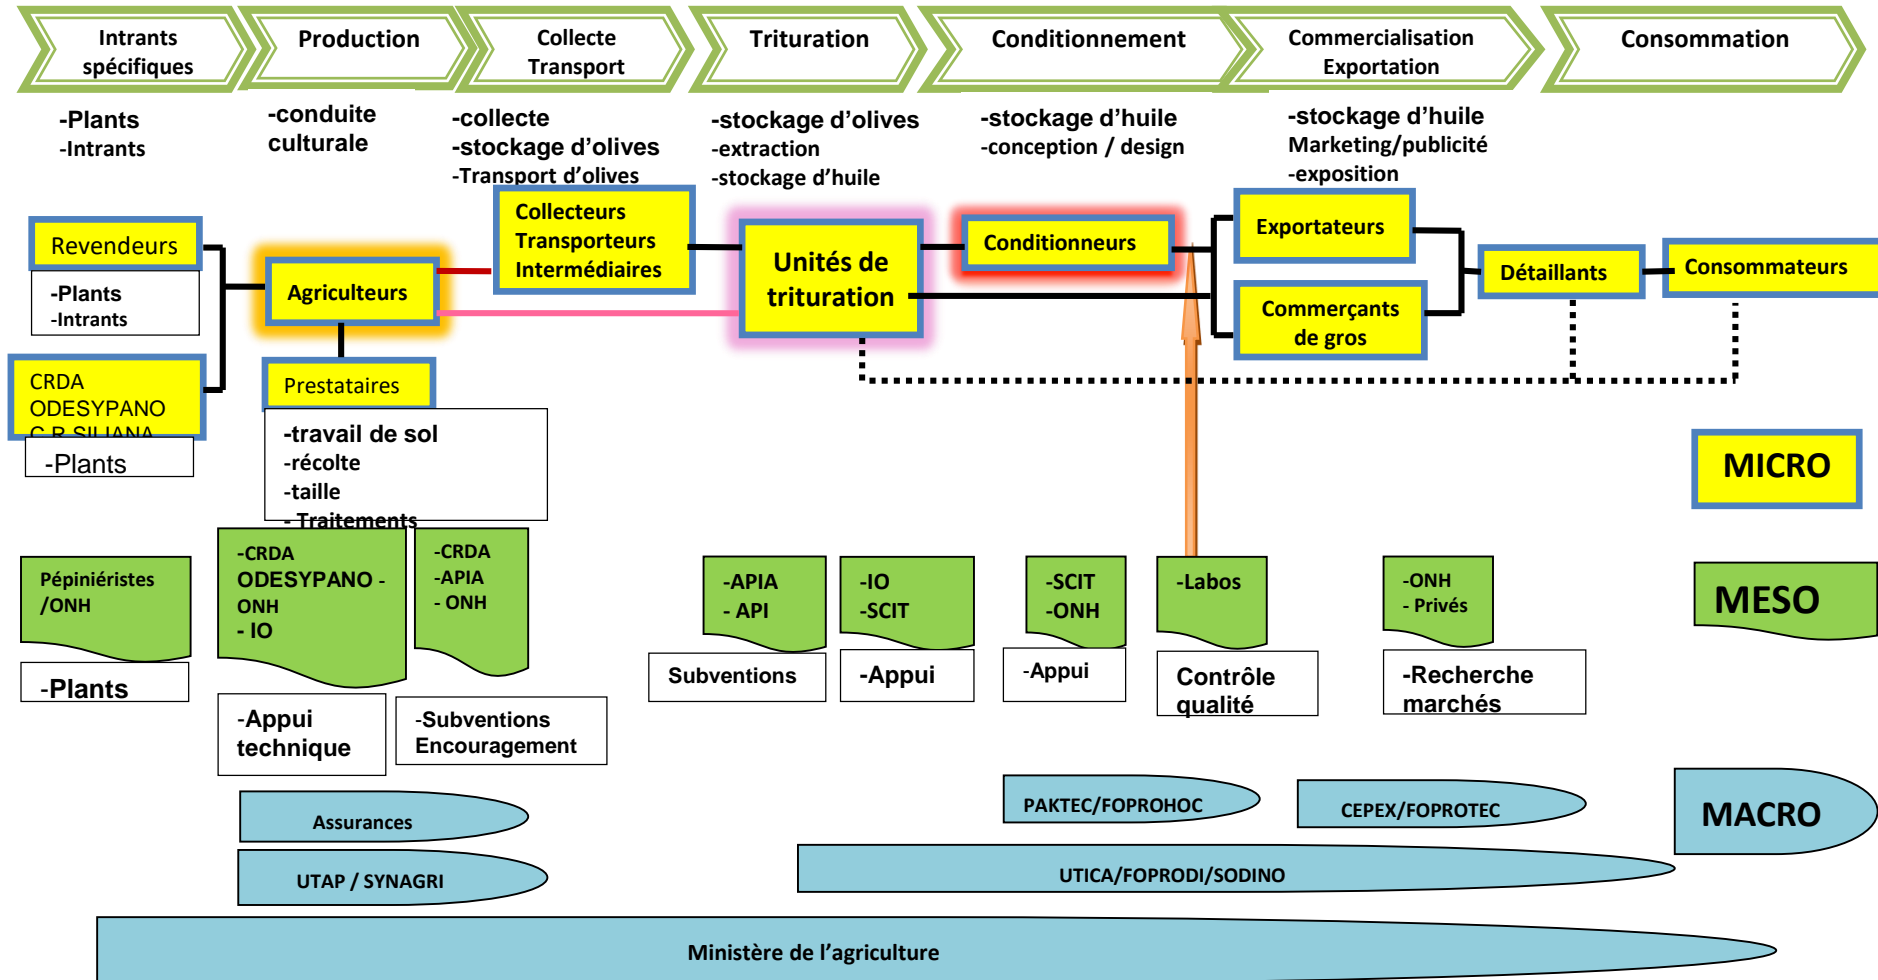 Intrants
spécifiques
Production
Collecte
Transport
Trituration
Conditionnement
Commercialisation
Exportation
Consommation
-Plants
-Intrants
-conduite
culturale
-collecte
-stockage d'olives
-Transport d'olives
-stockage d'olives
-extraction
-stockage d'huile
-stockage d'huile
-conception / design
-stockage d'huile
Marketing/publicité
-exposition
Revendeurs
-Plants
-Intrants
CRDA
ODESYPANO
C.R.SILIANA
-Plants
Agriculteurs
Prestataires
-travail de sol
-récolte
-taille
- Traitements
Collecteurs
Transporteurs
Intermédiaires
Unités de
trituration
Conditionneurs
Exportateurs
Commerçants
de gros
Détaillants
Consommateurs
MICRO
Pépiniéristes
/ONH
-Plants
-CRDA
ODESYPANO -
ONH
- IO
-Appui
technique
-CRDA
-APIA
- ONH
-Subventions
Encouragement
-APIA
- API
Subventions
-IO
-SCIT
-Appui
-SCIT
-ONH
-Appui
-Labos
Contrôle
qualité
-ONH
- Privés
-Recherche
marchés
MESO
Assurances
PAKTEC/FOPROHOC
CEPEX/FOPROTEC
MACRO
UTAP / SYNAGRI
UTICA/FOPRODI/SODINO
Ministère de l'agriculture